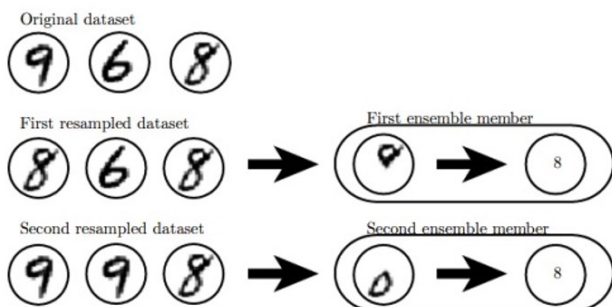 Original dataset
9 6 8
First resampled dataset
First ensemble member
8 6 8
8
Second resampled dataset
Second ensemble member
9 9 8
8